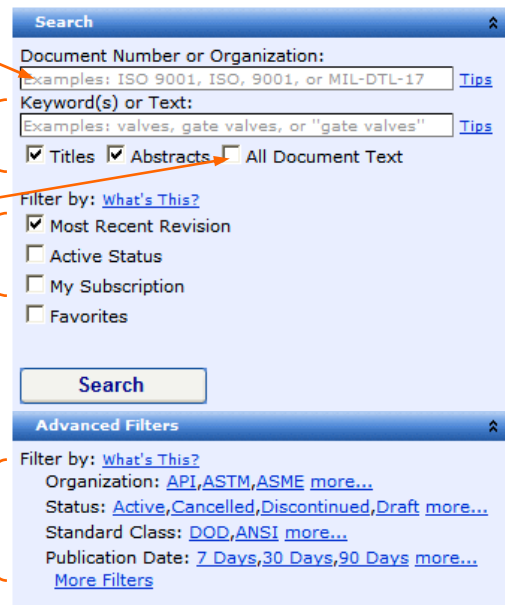 Search
Document Number or Organization:
Examples: ISO 9001, ISO, 9001, or MIL-DTL-17 Tips
Keyword(s) or Text:
Examples: valves, gate valves, or "gate valves" Tips
Titles Abstracts All Document Text
Filter by: What's This?
Most Recent Revision
Active Status
My Subscription
Favorites
Search
Advanced Filters
Filter by: What's This?
Organization: API,ASTM,ASME more...
Status: Active,Cancelled,Discontinued,Draft more...
Standard Class: DOD,ANSI more...
Publication Date: 7 Days,30 Days,90 Days more...
More Filters